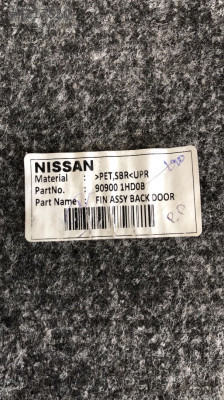 NISSAN
Material : >PET,SBR<UPR
PartNo. : 90900 1HD0B
Part Name : FIN ASSY BACK DOOR
P.D